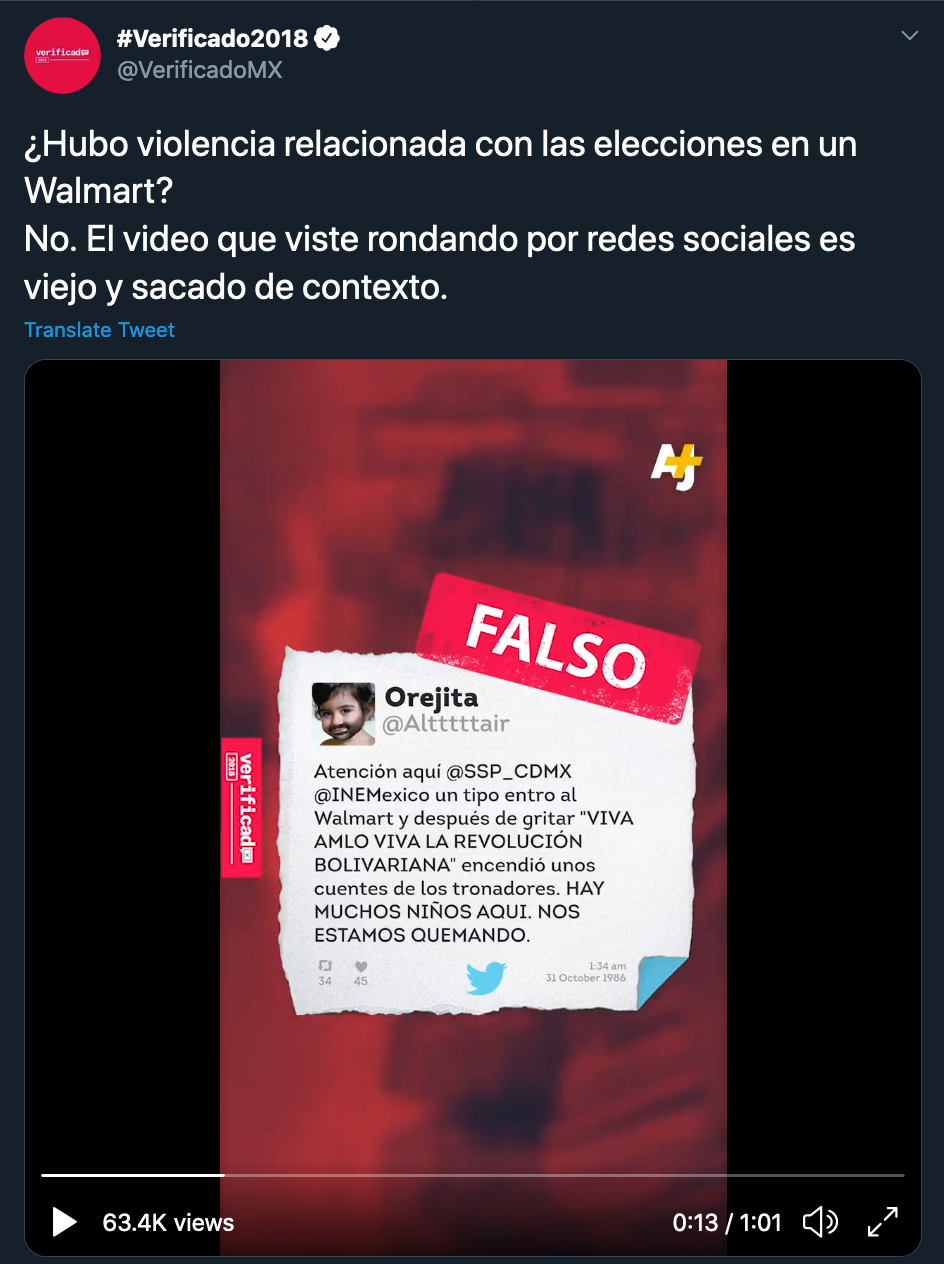 #Verificado2018
verificado
2018
@VerificadoMX
¿Hubo violencia relacionada con las elecciones en un
Walmart?
No. El video que viste rondando por redes sociales es
viejo y sacado de contexto.
Translate Tweet
AJ+
FALSO
Orejita
@Altttttair
Atención aquí @SSP_CDMX
@INEMexico un tipo entro al
Walmart y después de gritar "VIVA
AMLO VIVA LA REVOLUCIÓN
BOLIVARIANA" encendió unos
cuentes de los tronadores. HAY
MUCHOS NIÑOS AQUI. NOS
ESTAMOS QUEMANDO.
34 45
1:34 am
31 October 1986
verificado
2018
63.4K views
0:13 / 1:01